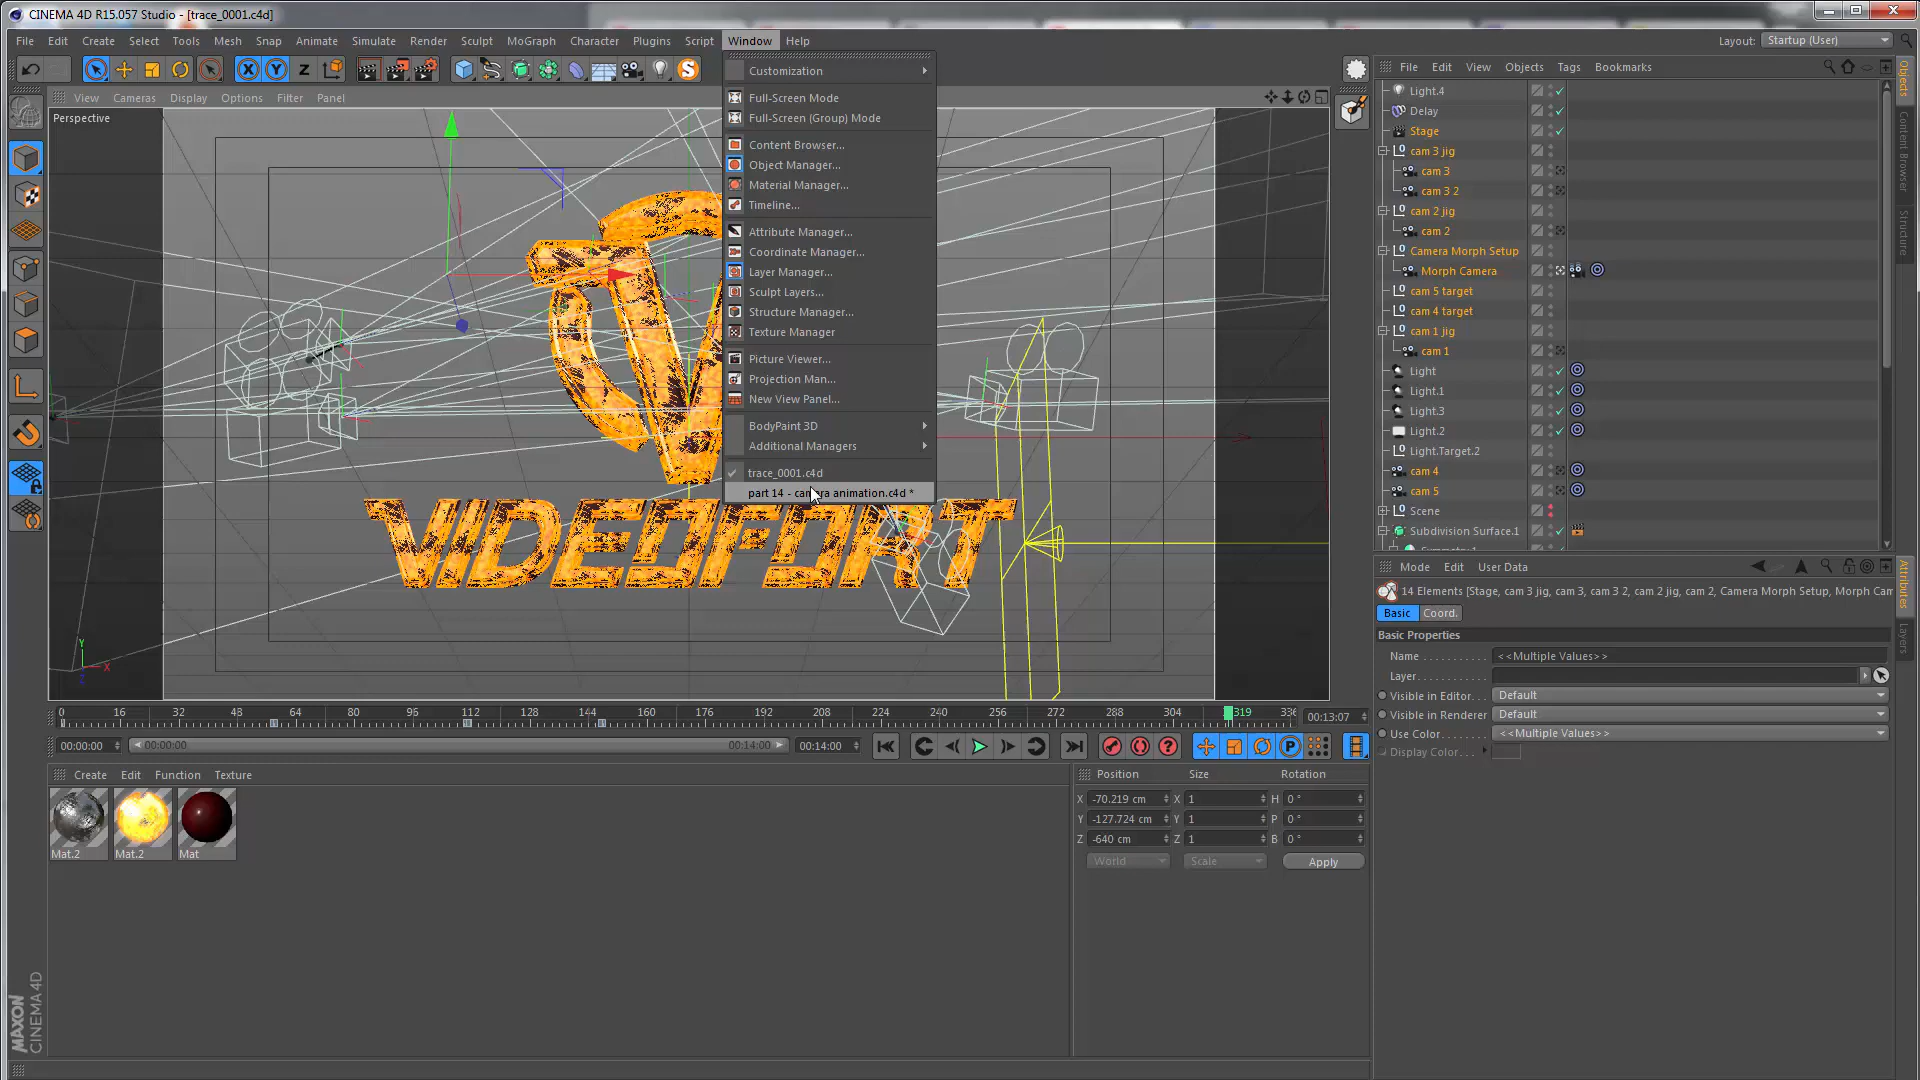 CINEMA 4D R15.057 Studio - [trace_0001.c4d]
File Edit Create Select Tools Mesh Snap Animate Simulate Render Sculpt MoGraph Character Plugins Script Window Help
Layout: Startup (User)
View Cameras Display Options Filter Panel
Perspective
Customization
Full-Screen Mode
Full-Screen (Group) Mode
Content Browser...
Object Manager...
Material Manager...
Timeline...
Attribute Manager...
Coordinate Manager...
Layer Manager...
Sculpt Layers...
Structure Manager...
Texture Manager
Picture Viewer...
Projection Man...
New View Panel...
BodyPaint 3D
Additional Managers
trace_0001.c4d
part 14 - camera animation.c4d *
VIDEOFORT
Y
X
Z
File Edit View Objects Tags Bookmarks
Light.4
Delay
Stage
cam 3 jig
cam 3
cam 3 2
cam 2 jig
cam 2
Camera Morph Setup
Morph Camera
cam 5 target
cam 4 target
cam 1 jig
cam 1
Light
Light.1
Light.3
Light.2
Light.Target.2
cam 4
cam 5
Scene
Subdivision Surface.1
Symmetry.1
Objects
Content Browser
Structure
Mode Edit User Data
14 Elements [Stage, cam 3 jig, cam 3, cam 3 2, cam 2 jig, cam 2, Camera Morph Setup, Morph Cam
Basic Coord.
Basic Properties
Name <<Multiple Values>>
Layer
Visible in Editor Default
Visible in Renderer Default
Use Color <<Multiple Values>>
Display Color
Attributes
Layers
0 16 32 48 64 80 95 112 128 144 160 176 192 208 224 240 256 272 288 304 319 336
00:13:07
00:00:00 00:00:00 00:14:00 00:14:00
Create Edit Function Texture
Mat.2 Mat.2 Mat
Position Size Rotation
X -70.219 cm X 1 H 0 °
Y -127.724 cm Y 1 P 0 °
Z -640 cm Z 1 B 0 °
World Scale Apply
MAXON
CINEMA 4D